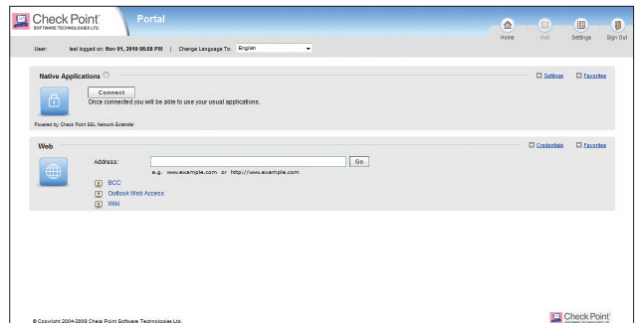 Check Point
SOFTWARE TECHNOLOGIES LTD.
Portal
Home
Mail
Settings
Sign Out
User: last logged on: Nov 01, 2010 06:58 PM | Change Language To: English
Native Applications
Settings
Favorites
Connect
Once connected you will be able to use your usual applications.
Powered by Check Point SSL Network Extender
Web
Credentials
Favorites
Address:
Go
e.g. www.example.com or http://www.example.com
Outlook Web Access
© Copyright 2004-2009 Check Point Software Technologies Ltd.
Check Point